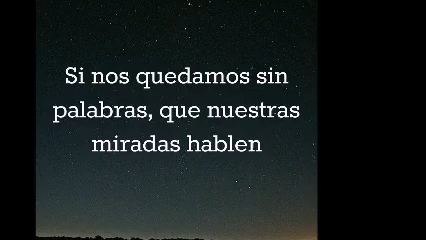 Si nos quedamos sin
palabras, que nuestras
miradas hablen